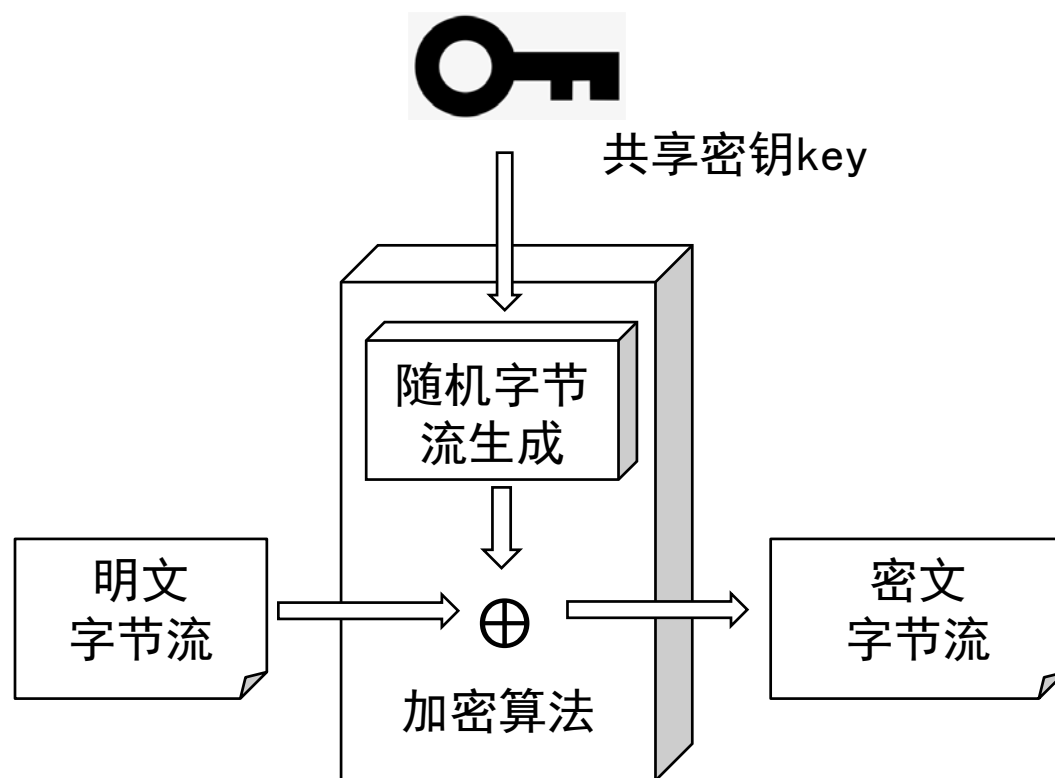 共享密钥key
随机字节
流生成
明文
字节流
密文
字节流
加密算法